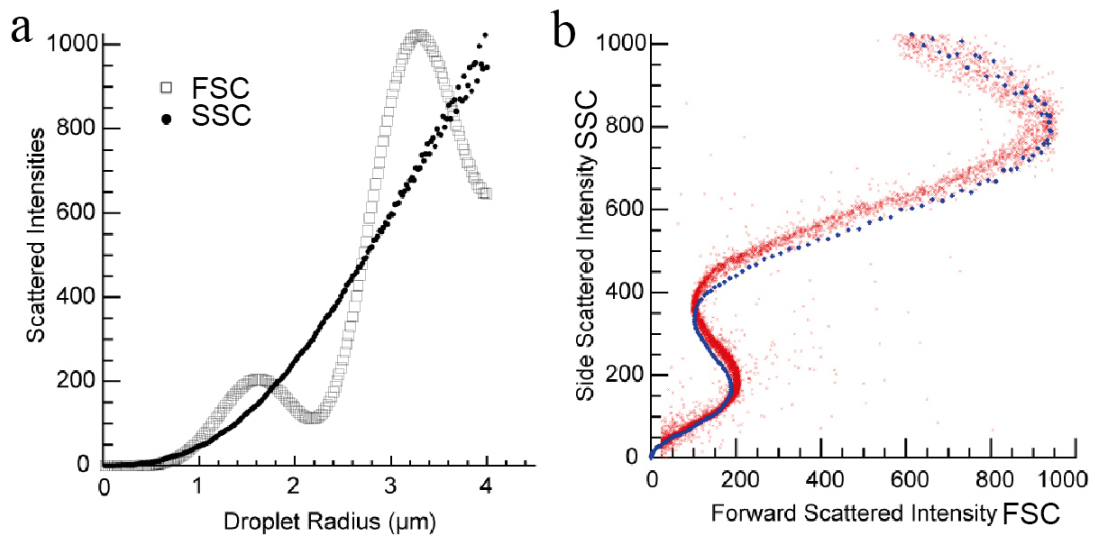 a
1000
800
600
400
200
0
Scattered Intensities
FSC
SSC
0 1 2 3 4
Droplet Radius (μm)
b
1000
800
600
400
200
0
Side Scattered Intensity SSC
0 200 400 600 800 1000
Forward Scattered Intensity FSC